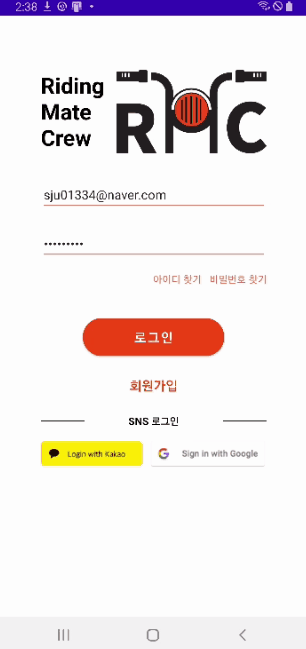 2:38
Riding
Mate
Crew
RMC
sju01334@naver.com
•••••••••
아이디 찾기 비밀번호 찾기
로그인
회원가입
SNS 로그인
Login with Kakao
Sign in with Google